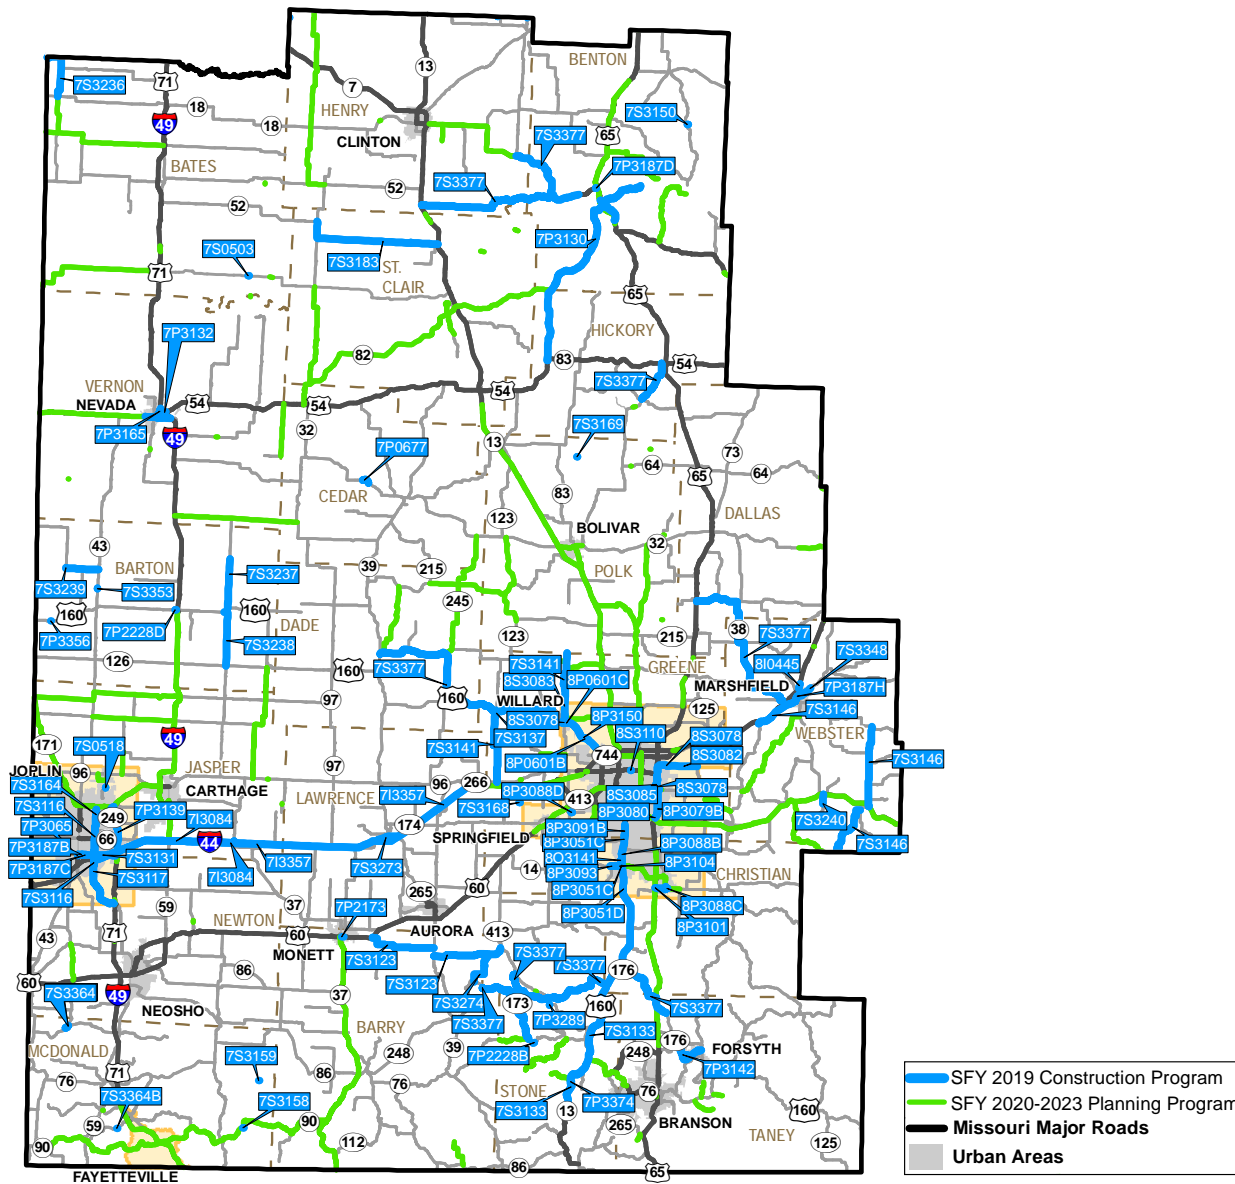 BENTON
13
71
7S3236
7
HENRY
18
18
49
CLINTON
7S3150
65
7S3377
7P3187D
BATES
52
7S3377
52
7P3130
7S0503
7S3183
ST.
CLAIR
71
65
HICKORY
7P3132
82
83
54
VERNON
NEVADA
54
54
54
7S3377
7P3165
49
32
13
7S3169
7P0677
73
64
64
65
CEDAR
83
123
DALLAS
BOLIVAR
43
32
BARTON
39
215
POLK
7S3239
7S3353
7S3237
245
160
160
DADE
7P3356
7P2228D
7S3238
123
215
38
7S3377
7S3348
126
160
7S3377
7S3141
8S3083
8P0601C
GREENE
8I0445
MARSHFIELD
7P3187H
97
160
WILLARD
125
7S3146
8S3078
8P3150
8S3110
8S3078
WEBSTER
171
49
7S3141
7S3137
744
8S3082
7S3146
7S0518
8P0601B
JOPLIN
96
JASPER
97
7S3164
CARTHAGE
96
266
8P3088D
8S3085
8S3078
LAWRENCE
7I3357
7S3116
7P3139
7I3084
7S3168
413
8P3080
8P3079B
249
7P3065
174
SPRINGFIELD
8P3091B
7S3240
66
44
8P3051C
8P3088B
7P3187B
7S3131
7I3357
7S3273
8O3141
8P3104
7S3146
7P3187C
7S3117
7I3084
14
8P3093
CHRISTIAN
7S3116
265
60
8P3051C
59
37
8P3051D
8P3088C
NEWTON
7P2173
8P3101
43
71
60
AURORA
413
MONETT
7S3123
7S3377
7S3377
86
7S3123
176
60
7S3364
49
37
7S3274
173
160
7S3377
NEOSHO
7S3377
7P3289
BARRY
7S3133
MCDONALD
7S3159
248
39
7P2228B
248
176
FORSYTH
71
86
7P3142
76
76
STONE
76
7S3364B
7S3158
7S3133
7P3374
59
90
13
BRANSON
160
265
TANEY
90
112
125
86
65
FAYETTEVILLE
SFY 2019 Construction Program
SFY 2020-2023 Planning Program
Missouri Major Roads
Urban Areas